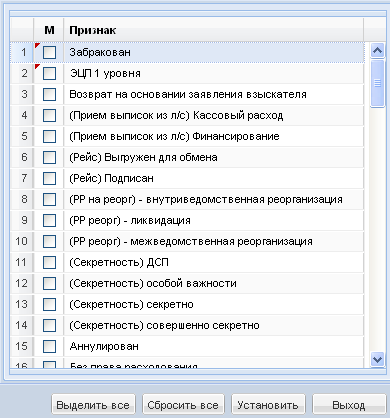 М Признак
1 Забракован
2 ЭЦП 1 уровня
3 Возврат на основании заявления взыскателя
4 (Прием выписок из л/с) Кассовый расход
5 (Прием выписок из л/с) Финансирование
6 (Рейс) Выгружен для обмена
7 (Рейс) Подписан
8 (РР на реорг) - внутриведомственная реорганизация
9 (РР реорг) - ликвидация
10 (РР реорг) - межведомственная реорганизация
11 (Секретность) ДСП
12 (Секретность) особой важности
13 (Секретность) секретно
14 (Секретность) совершенно секретно
15 Аннулирован
16 Без права расходования
Выделить все Сбросить все Установить Выход